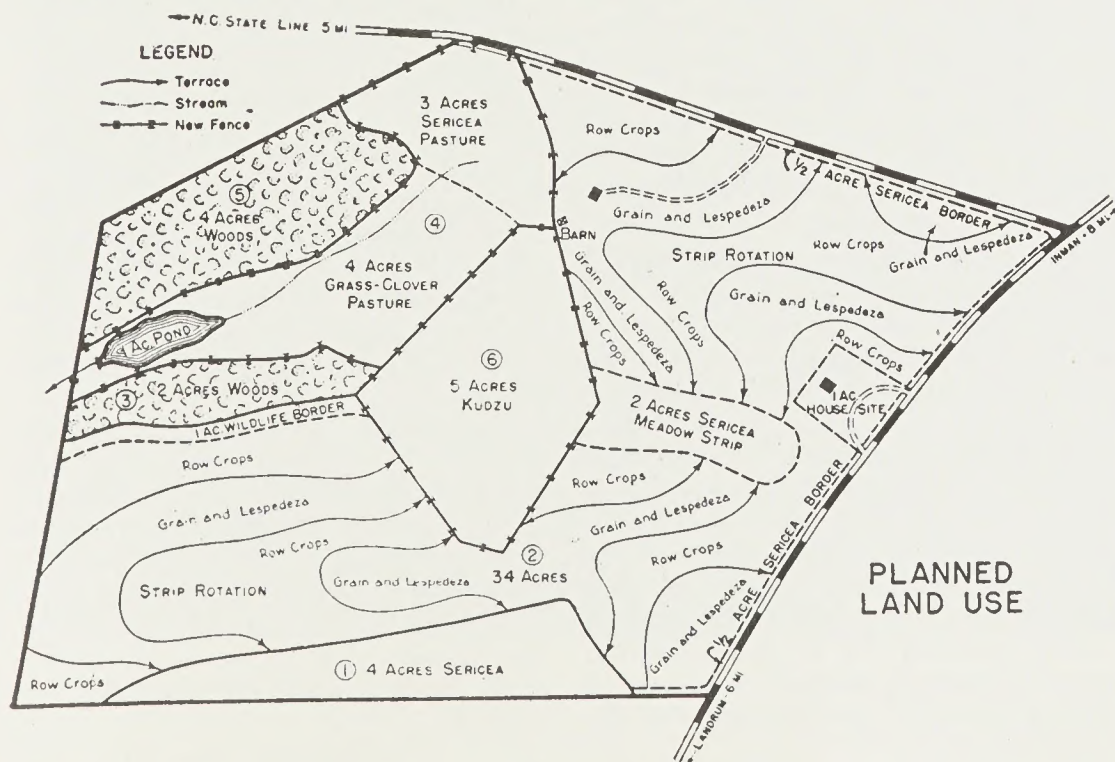 N.C. STATE LINE 5 MI
LEGEND
Terrace
Stream
New Fence
3 ACRES
SERICEA
PASTURE
Row Crops
1/2 ACRE SERICEA BORDER
INMAN - 8 MI
5
4 ACRES
WOODS
4
BARN
Grain and Lespedeza
Row Crops
Grain and Lespedeza
STRIP ROTATION
4 ACRES
GRASS-CLOVER
PASTURE
Grain and Lespedeza
Row Crops
Row Crops
Grain and Lespedeza
1 AC. POND
6
5 ACRES
KUDZU
Row Crops
1 AC.
HOUSE SITE
3
2 ACRES WOODS
2 ACRES SERICEA
MEADOW STRIP
1 AC. WILDLIFE BORDER
Row Crops
Row Crops
Grain and Lespedeza
Grain and Lespedeza
Row Crops
Row Crops
1/2 ACRE SERICEA BORDER
2
34 ACRES
STRIP ROTATION
Grain and Lespedeza
Grain and Lespedeza
PLANNED
LAND USE
1 4 ACRES SERICEA
Row Crops
LANDRUM - 6 MI